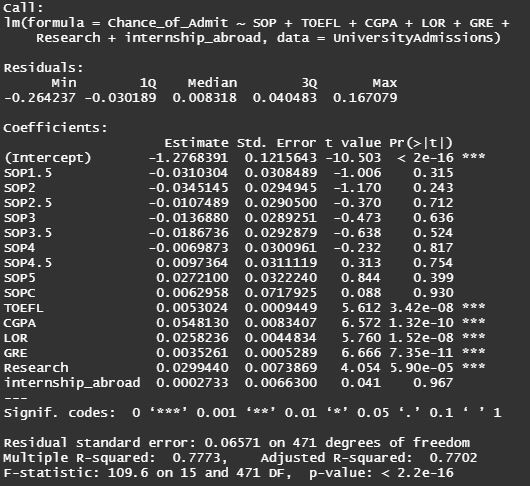 Call:
lm(formula = Chance_of_Admit ~ SOP + TOEFL + CGPA + LOR + GRE +
    Research + internship_abroad, data = UniversityAdmissions)

Residuals:
      Min        1Q    Median        3Q       Max
-0.264237 -0.030189  0.008318  0.040483  0.167079

Coefficients:
                    Estimate Std. Error t value Pr(>|t|)
(Intercept)       -1.2768391  0.1215643 -10.503  < 2e-16 ***
SOP1.5            -0.0310304  0.0308489  -1.006    0.315
SOP2              -0.0345145  0.0294945  -1.170    0.243
SOP2.5            -0.0107489  0.0290500  -0.370    0.712
SOP3              -0.0136880  0.0289251  -0.473    0.636
SOP3.5            -0.0186736  0.0292879  -0.638    0.524
SOP4              -0.0069873  0.0300961  -0.232    0.817
SOP4.5             0.0097364  0.0311119   0.313    0.754
SOP5               0.0272100  0.0322240   0.844    0.399
SOPC               0.0062958  0.0717925   0.088    0.930
TOEFL              0.0053024  0.0009449   5.612 3.42e-08 ***
CGPA               0.0548130  0.0083407   6.572 1.32e-10 ***
LOR                0.0258236  0.0044834   5.760 1.52e-08 ***
GRE                0.0035261  0.0005289   6.666 7.35e-11 ***
Research           0.0299440  0.0073869   4.054 5.90e-05 ***
internship_abroad  0.0002733  0.0066300   0.041    0.967
---
Signif. codes:  0 ‘***’ 0.001 ‘**’ 0.01 ‘*’ 0.05 ‘.’ 0.1 ‘ ’ 1

Residual standard error: 0.06571 on 471 degrees of freedom
Multiple R-squared:  0.7773,    Adjusted R-squared:  0.7702
F-statistic: 109.6 on 15 and 471 DF,  p-value: < 2.2e-16